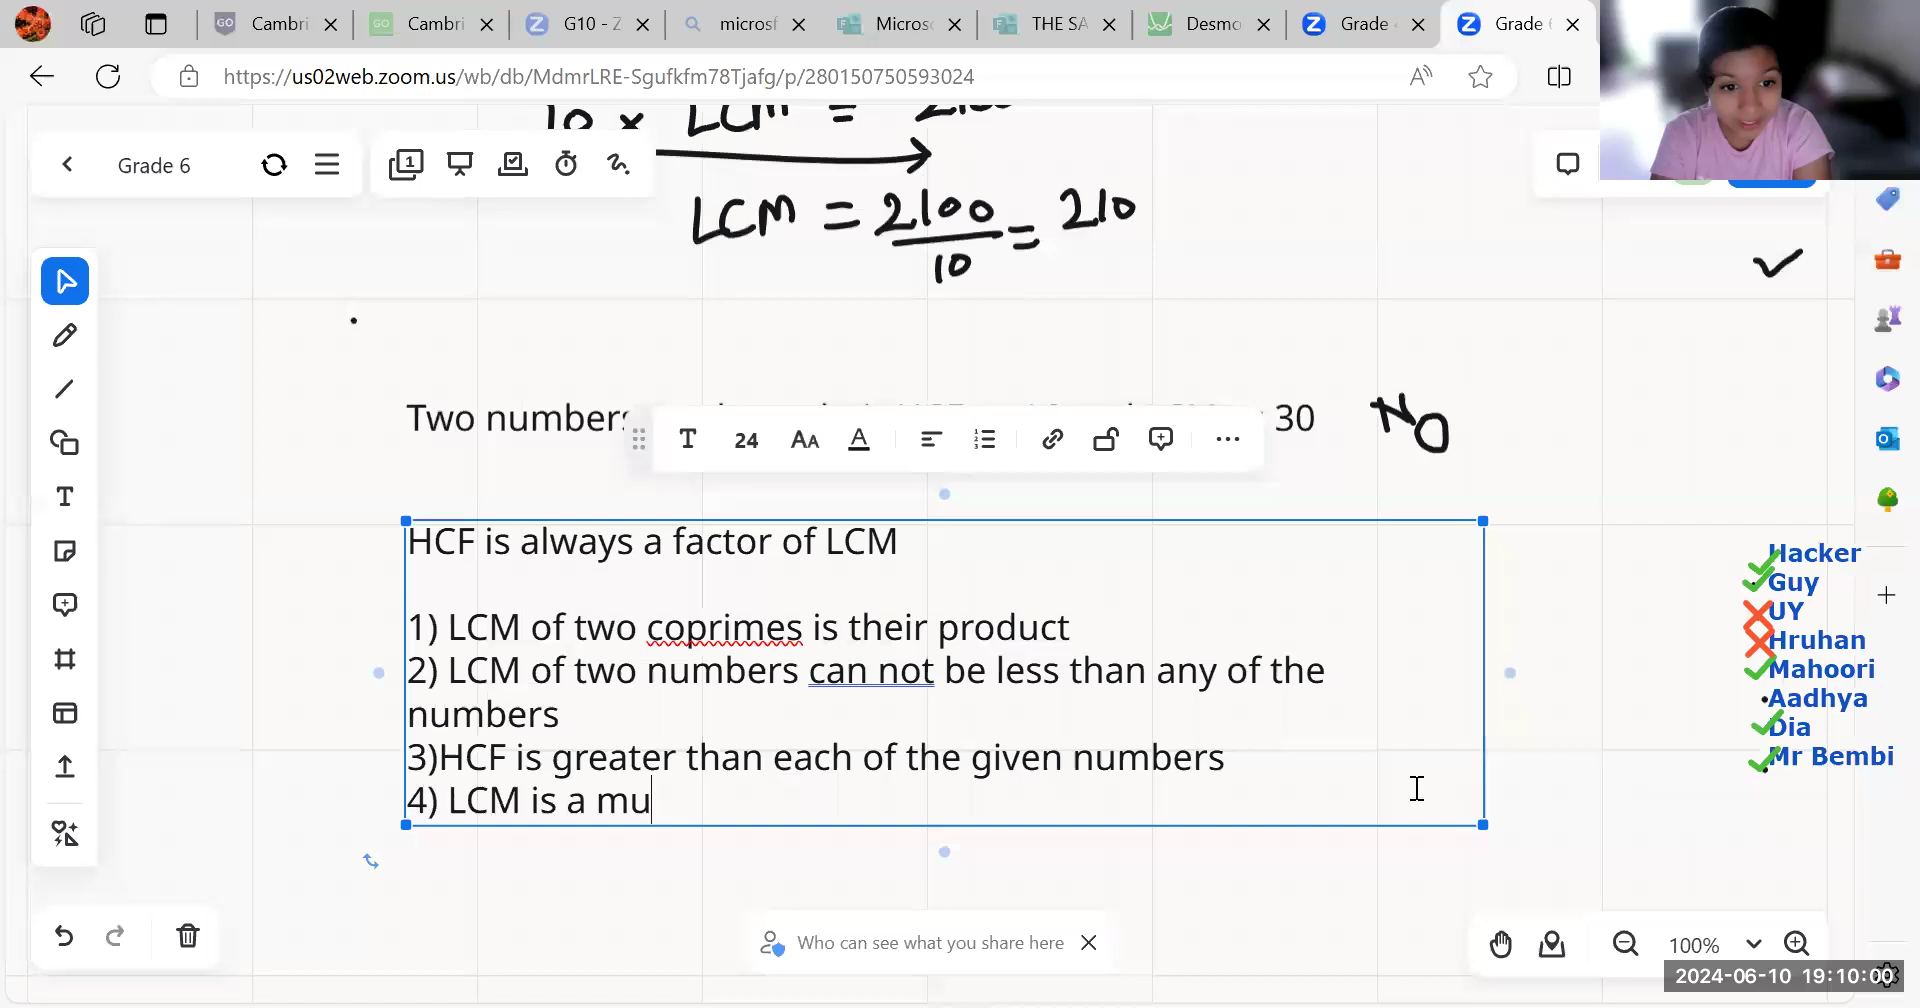 Cambri
Cambri
G10 - Z
microsf
Micros
THE SA
Desmo
Grade
Grade
https://us02web.zoom.us/wb/db/MdmrLRE-Sgufkfm78Tjafg/p/280150750593024
10 × LCM =
Grade 6
1
LCM = 2100 = 210
10
Two numbers 30 NO
24
HCF is always a factor of LCM
1) LCM of two coprimes is their product
2) LCM of two numbers can not be less than any of the
numbers
3)HCF is greater than each of the given numbers
4) LCM is a mu
Hacker
Guy
UY
Hruhan
Mahoori
Aadhya
Dia
Mr Bembi
Who can see what you share here
100%
2024-06-10 19:10:00